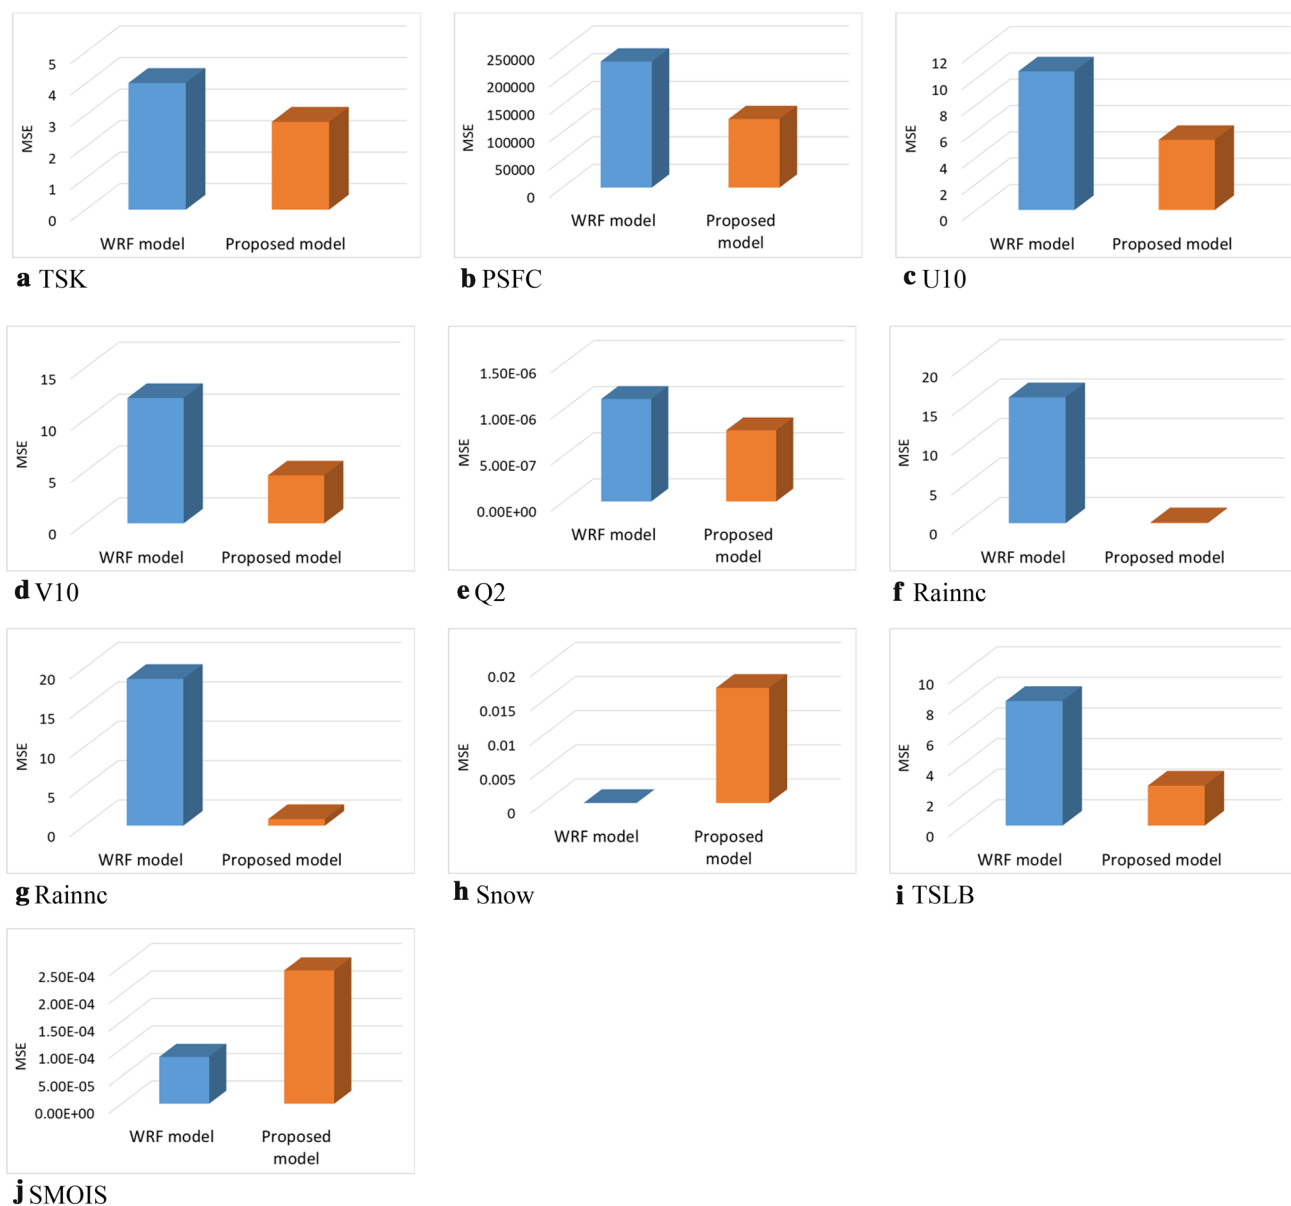 5
4
3
2
1
0
MSE
WRF model
Proposed model
a TSK
250000
200000
150000
100000
50000
0
MSE
WRF model
Proposed
model
b PSFC
12
10
8
6
4
2
0
MSE
WRF model
Proposed model
c U10
15
10
5
0
MSE
WRF model
Proposed model
d V10
1.50E-06
1.00E-06
5.00E-07
0.00E+00
MSE
WRF model
Proposed
model
e Q2
20
15
10
5
0
MSE
WRF model
Proposed model
f Rainnc
20
15
10
5
0
MSE
WRF model
Proposed model
g Rainnc
0.02
0.015
0.01
0.005
0
MSE
WRF model
Proposed
model
h Snow
10
8
6
4
2
0
MSE
WRF model
Proposed model
i TSLB
2.50E-04
2.00E-04
1.50E-04
1.00E-04
5.00E-05
0.00E+00
MSE
WRF model
Proposed
model
j SMOIS